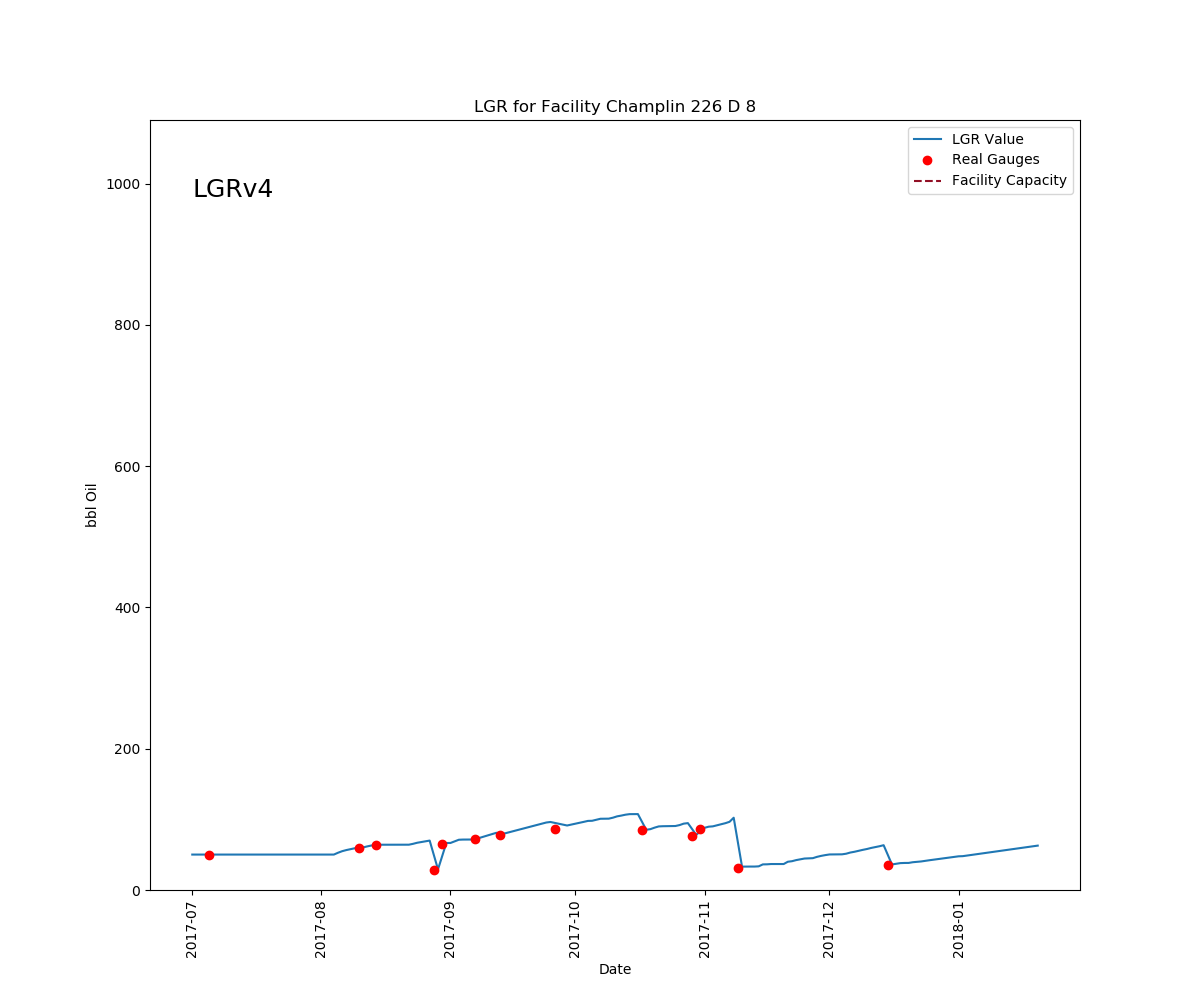 LGR for Facility Champlin 226 D 8
LGR Value
Real Gauges
Facility Capacity
LGRv4
1000
800
600
400
200
0
bbl Oil
2017-07
2017-08
2017-09
2017-10
2017-11
2017-12
2018-01
Date